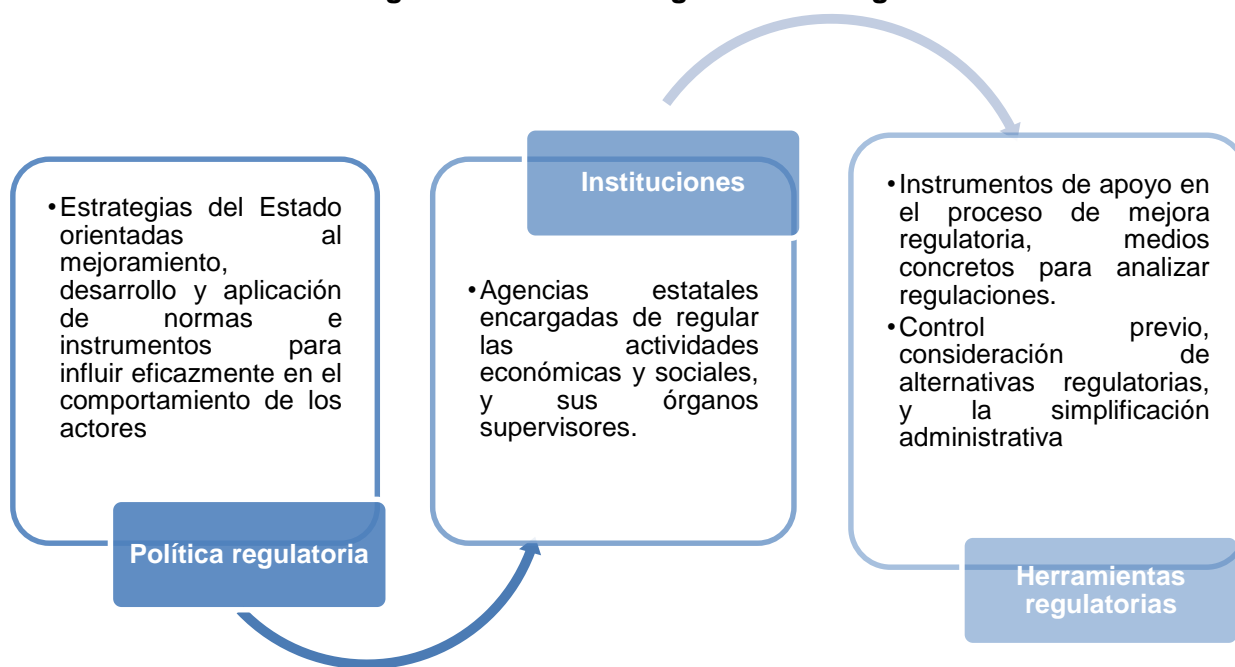 •Estrategias del Estado
orientadas al
mejoramiento,
desarrollo y aplicación
de normas e
instrumentos para
influir eficazmente en el
comportamiento de los
actores
Política regulatoria
Instituciones
•Agencias estatales
encargadas de regular
las actividades
económicas y sociales,
y sus órganos
supervisores.
•Instrumentos de apoyo en
el proceso de mejora
regulatoria, medios
concretos para analizar
regulaciones.
•Control previo,
consideración de
alternativas regulatorias,
y la simplificación
administrativa
Herramientas
regulatorias